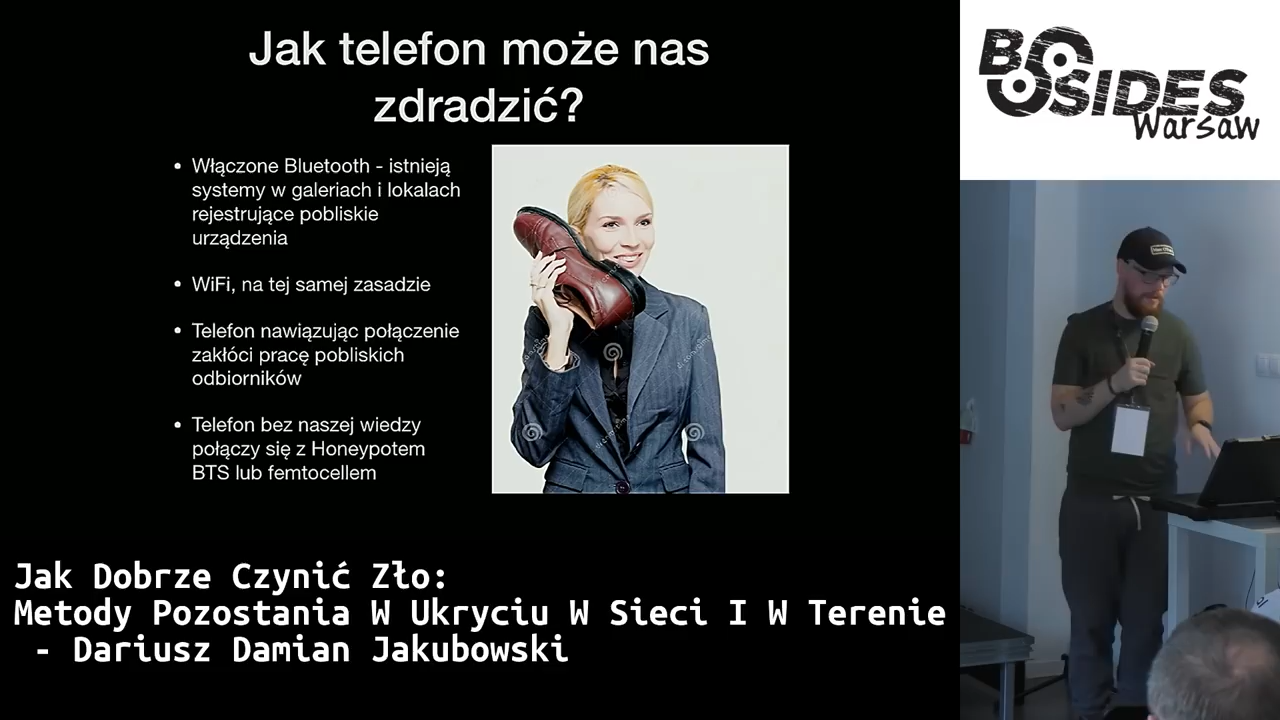 Jak telefon może nas
zdradzić?
• Włączone Bluetooth - istnieją
systemy w galeriach i lokalach
rejestrujące pobliskie
urządzenia
• WiFi, na tej samej zasadzie
• Telefon nawiązując połączenie
zakłóci pracę pobliskich
odbiorników
• Telefon bez naszej wiedzy
połączy się z Honeypotem
BTS lub femtocellem
BSIDES
Warsaw
Jak Dobrze Czynić Zło:
Metody Pozostania W Ukryciu W Sieci I W Terenie
- Dariusz Damian Jakubowski